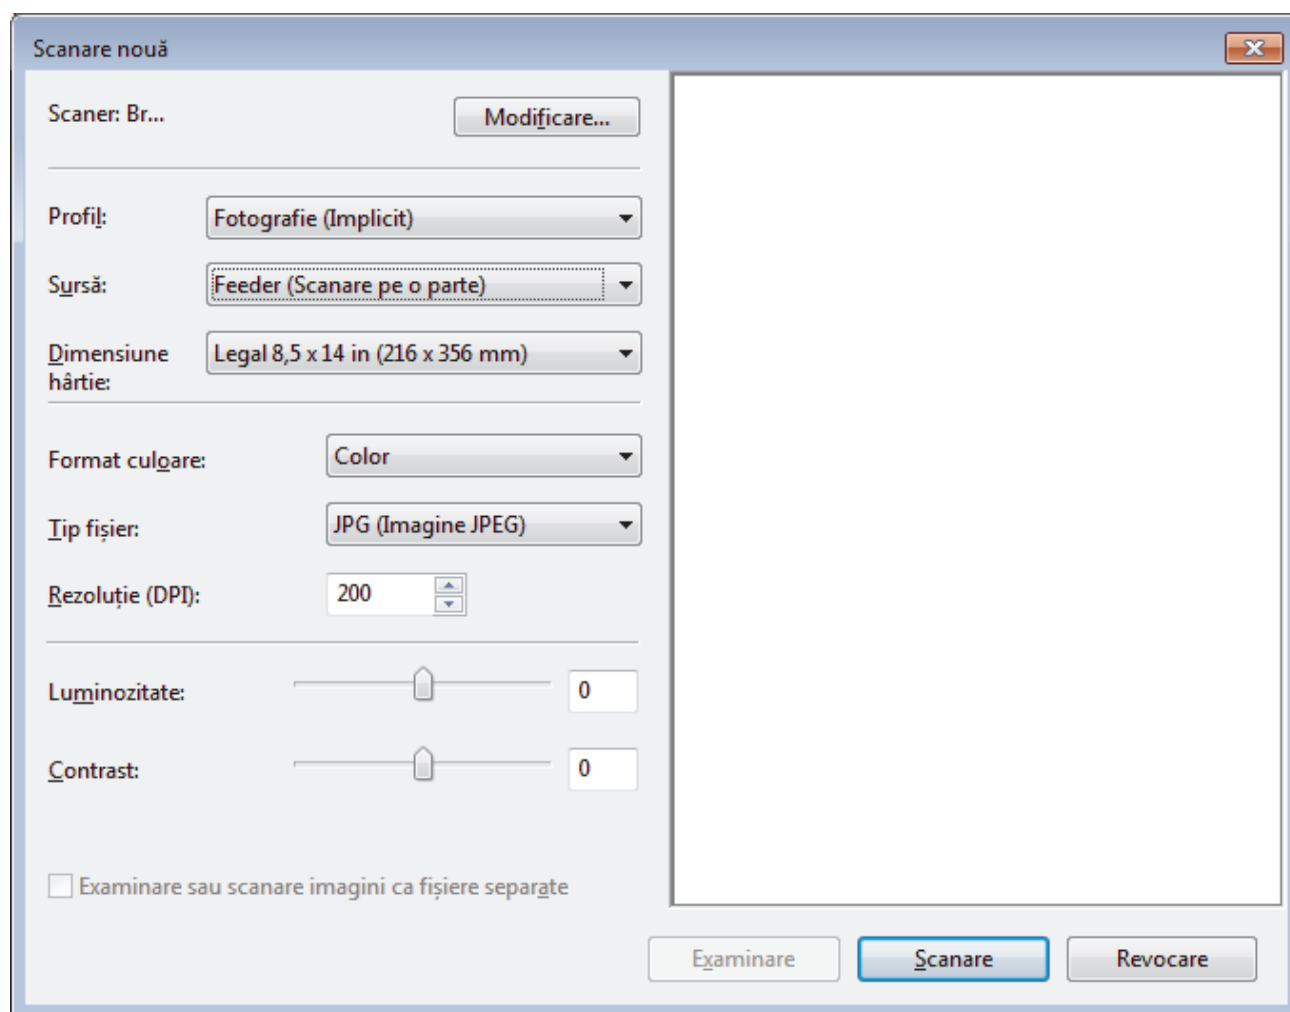 Scanare nouă
Scaner: Br...
Modificare...
Profil:
Fotografie (Implicit)
Sursă:
Feeder (Scanare pe o parte)
Dimensiune
hârtie:
Legal 8,5 x 14 in (216 x 356 mm)
Format culoare:
Color
Tip fișier:
JPG (Imagine JPEG)
Rezoluție (DPI):
200
Luminozitate:
0
Contrast:
0
Examinare sau scanare imagini ca fișiere separate
Examinare
Scanare
Revocare